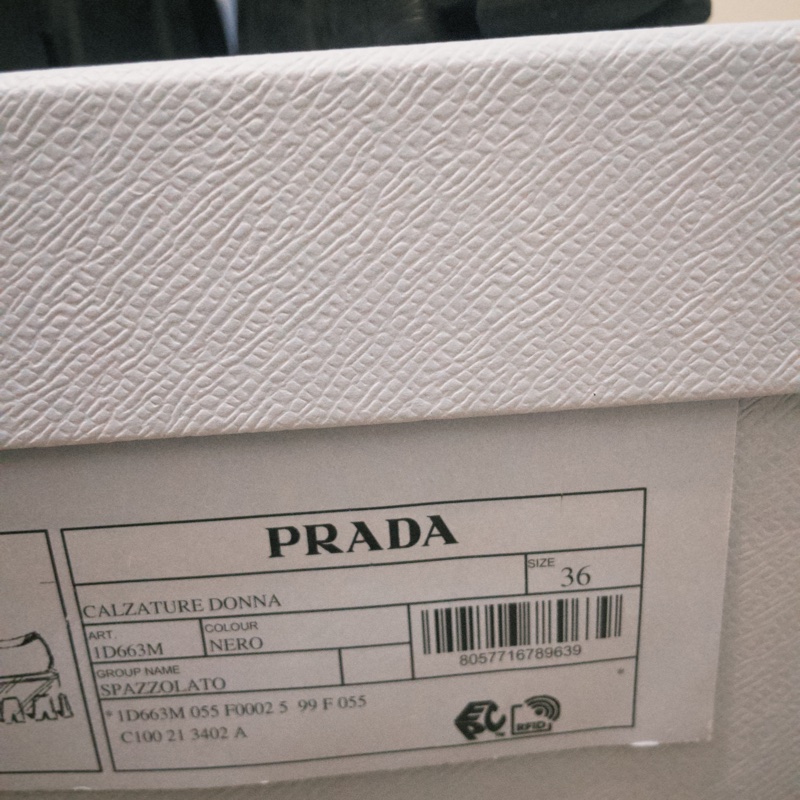 PRADA
SIZE
36
CALZATURE DONNA
ART.
1D663M
COLOUR
NERO
8057716789639
GROUP NAME
SPAZZOLATO
* 1D663M 055 F0002 5 99 F 055
C100 21 3402 A
EPC™
RFID